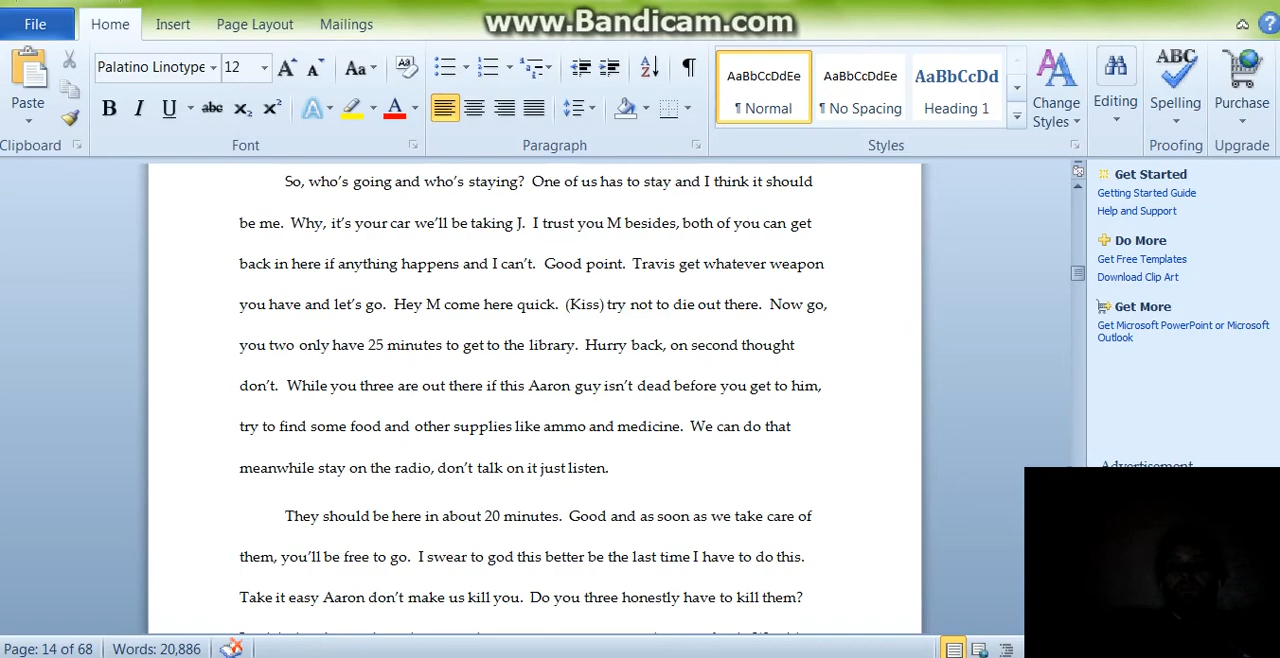 www.Bandicam.com
File Home Insert Page Layout Mailings
Palatino Linotype 12
Aa
Paste
B I U abc X₂ X² A A
Clipboard Font Paragraph Styles Proofing Upgrade
AaBbCcDdEe AaBbCcDdEe AaBbCcDd
¶ Normal ¶ No Spacing Heading 1
Change Styles
Editing
ABC
Spelling
Purchase
So, who’s going and who’s staying?  One of us has to stay and I think it should
be me.  Why, it’s your car we’ll be taking J.  I trust you M besides, both of you can get
back in here if anything happens and I can’t.  Good point.  Travis get whatever weapon
you have and let’s go.  Hey M come here quick.  (Kiss) try not to die out there.  Now go,
you two only have 25 minutes to get to the library.  Hurry back, on second thought
don’t.  While you three are out there if this Aaron guy isn’t dead before you get to him,
try to find some food and other supplies like ammo and medicine.  We can do that
meanwhile stay on the radio, don’t talk on it just listen.
They should be here in about 20 minutes.  Good and as soon as we take care of
them, you’ll be free to go.  I swear to god this better be the last time I have to do this.
Take it easy Aaron don’t make us kill you.  Do you three honestly have to kill them?
Get Started
Getting Started Guide
Help and Support
Do More
Get Free Templates
Download Clip Art
Get More
Get Microsoft PowerPoint or Microsoft
Outlook
Advertisement
Page: 14 of 68 Words: 20,886